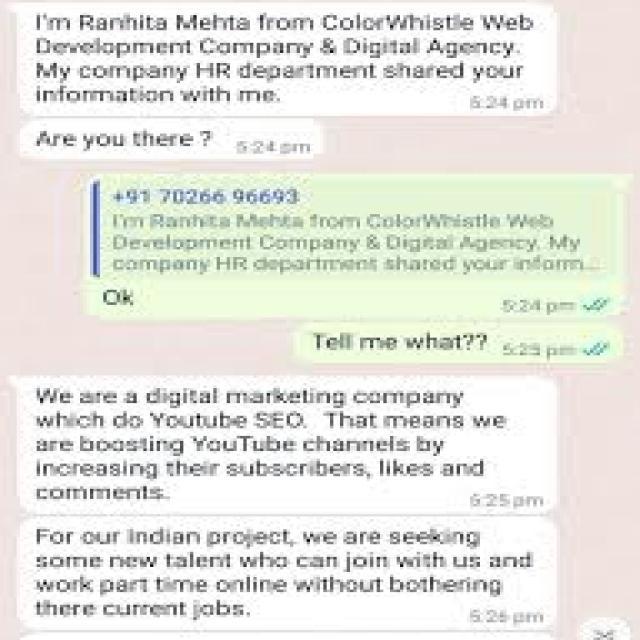 I'm Ranhita Mehta from ColorWhistle Web
Development Company & Digital Agency.
My company HR department shared your
information with me.
5:24 pm
Are you there ?
5:24 pm
+91 70266 96693
I'm Ranhita Mehta from ColorWhistle Web
Development Company & Digital Agency. My
company HR department shared your inform...
Ok
5:24 pm
Tell me what??
5:25 pm
We are a digital marketing company
which do Youtube SEO. That means we
are boosting YouTube channels by
increasing their subscribers, likes and
comments.
5:25 pm
For our Indian project, we are seeking
some new talent who can join with us and
work part time online without bothering
there current jobs.
5:26 pm